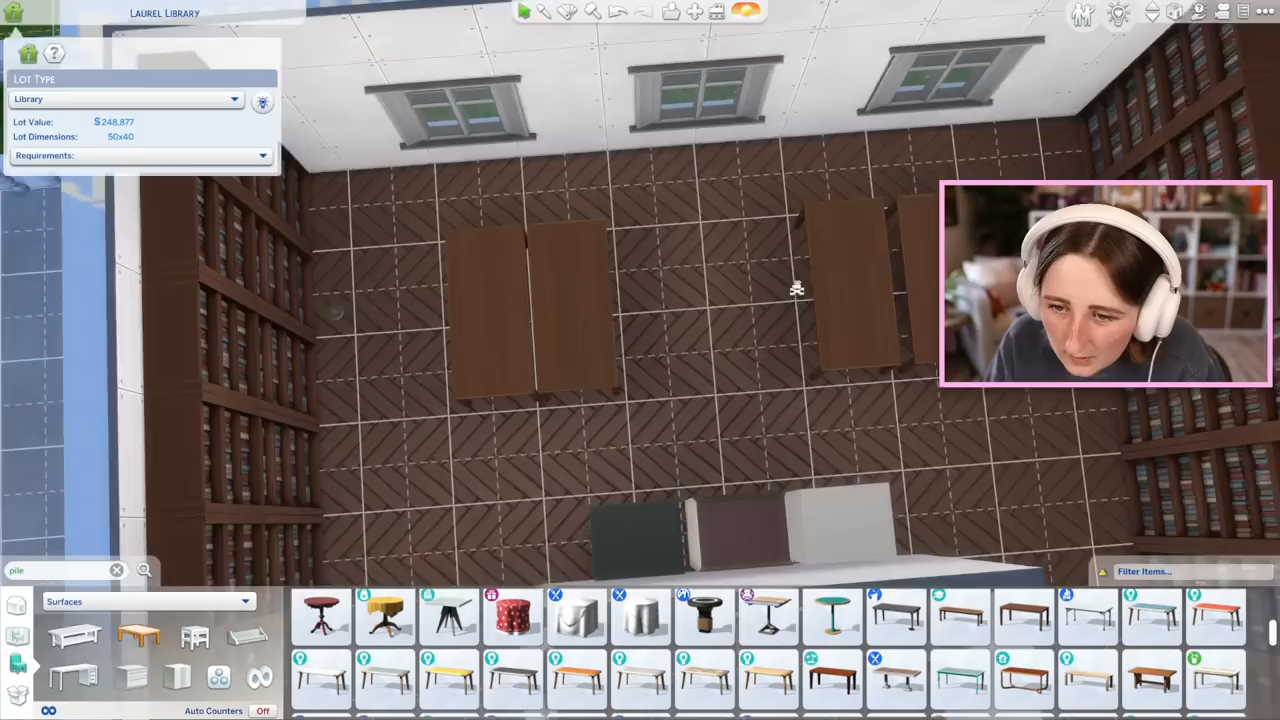 LAUREL LIBRARY
LOT TYPE
Library
Lot Value: $248,877
Lot Dimensions: 50x40
Requirements:
pile
Filter Items...
Surfaces
Auto Counters Off